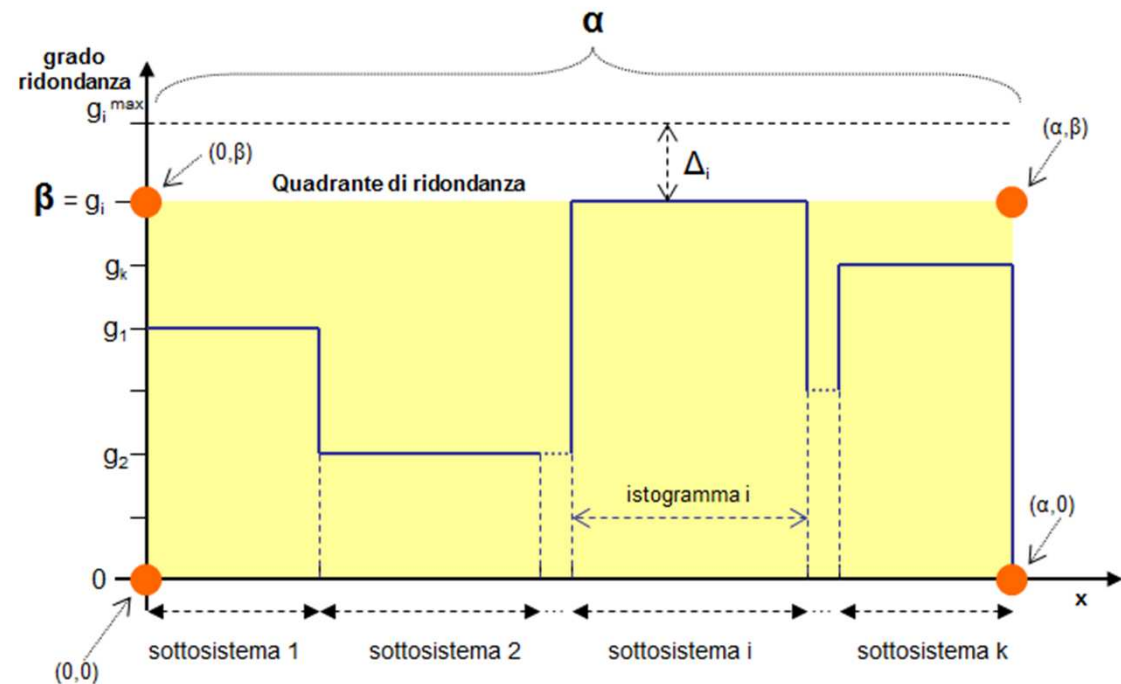 α
grado
ridondanza
gᵢᵐᵃˣ
(0,β)
(α,β)
Δᵢ
Quadrante di ridondanza
β = gᵢ
gₖ
g₁
g₂
istogramma i
(α,0)
0
x
sottosistema 1 sottosistema 2 sottosistema i sottosistema k
(0,0)